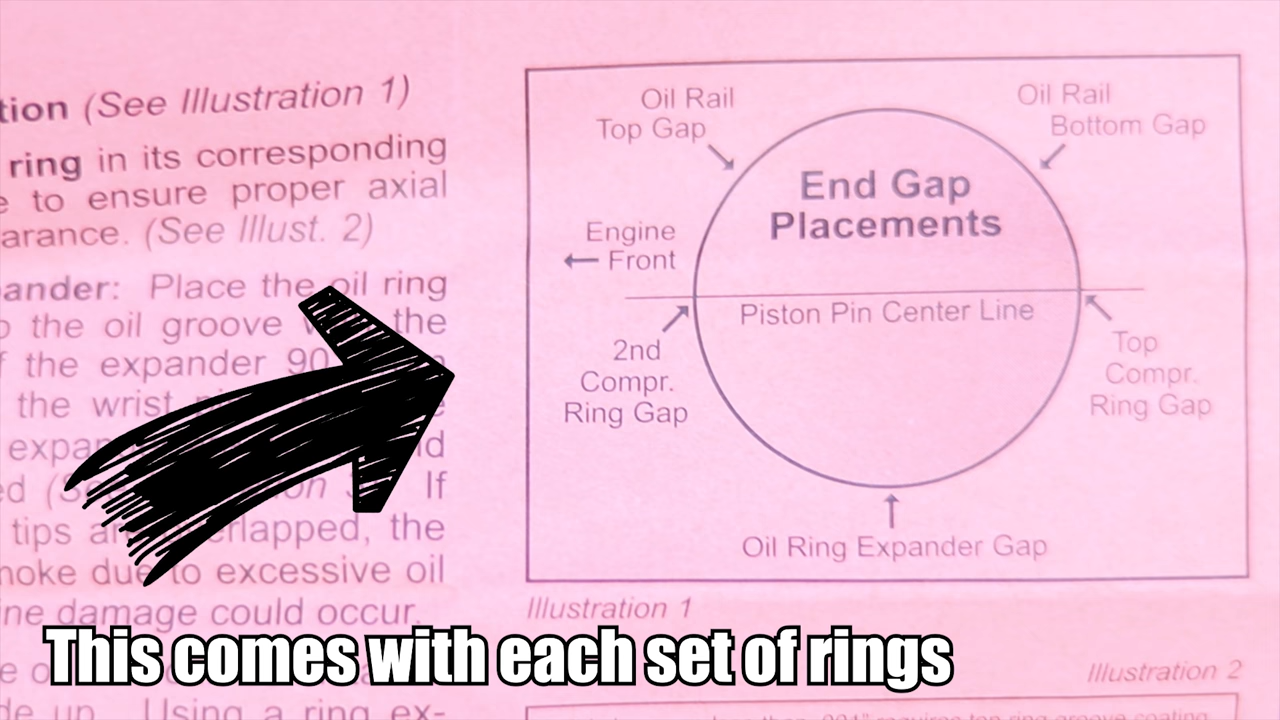 tion (See Illustration 1)
ring in its corresponding
to ensure proper axial
arance. (See Illust. 2)
ander: Place the oil ring
the oil groove the
the expander 90
the wrist
expan
ed If
tips overlapped, the
moke due to excessive oil
ine damage could occur.
up. Using a ring ex-
Oil Rail
Top Gap
Oil Rail
Bottom Gap
End Gap
Placements
Engine
Front
Piston Pin Center Line
2nd
Compr.
Ring Gap
Top
Compr.
Ring Gap
Oil Ring Expander Gap
Illustration 1
Illustration 2
This comes with each set of rings